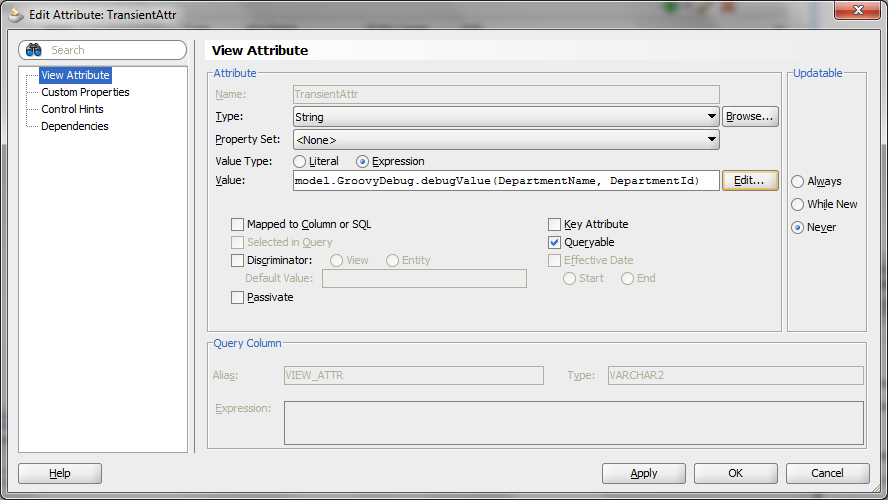 Edit Attribute: TransientAttr
Search
View Attribute
Custom Properties
Control Hints
Dependencies
View Attribute
Attribute
Name: TransientAttr
Type: String Browse...
Property Set: <None>
Value Type: Literal Expression
Value: model.GroovyDebug.debugValue(DepartmentName, DepartmentId) Edit...
Mapped to Column or SQL Key Attribute
Selected in Query Queryable
Discriminator: View Entity Effective Date
Default Value: Start End
Passivate
Updatable
Always
While New
Never
Query Column
Alias: VIEW_ATTR Type: VARCHAR2
Expression:
Help Apply OK Cancel